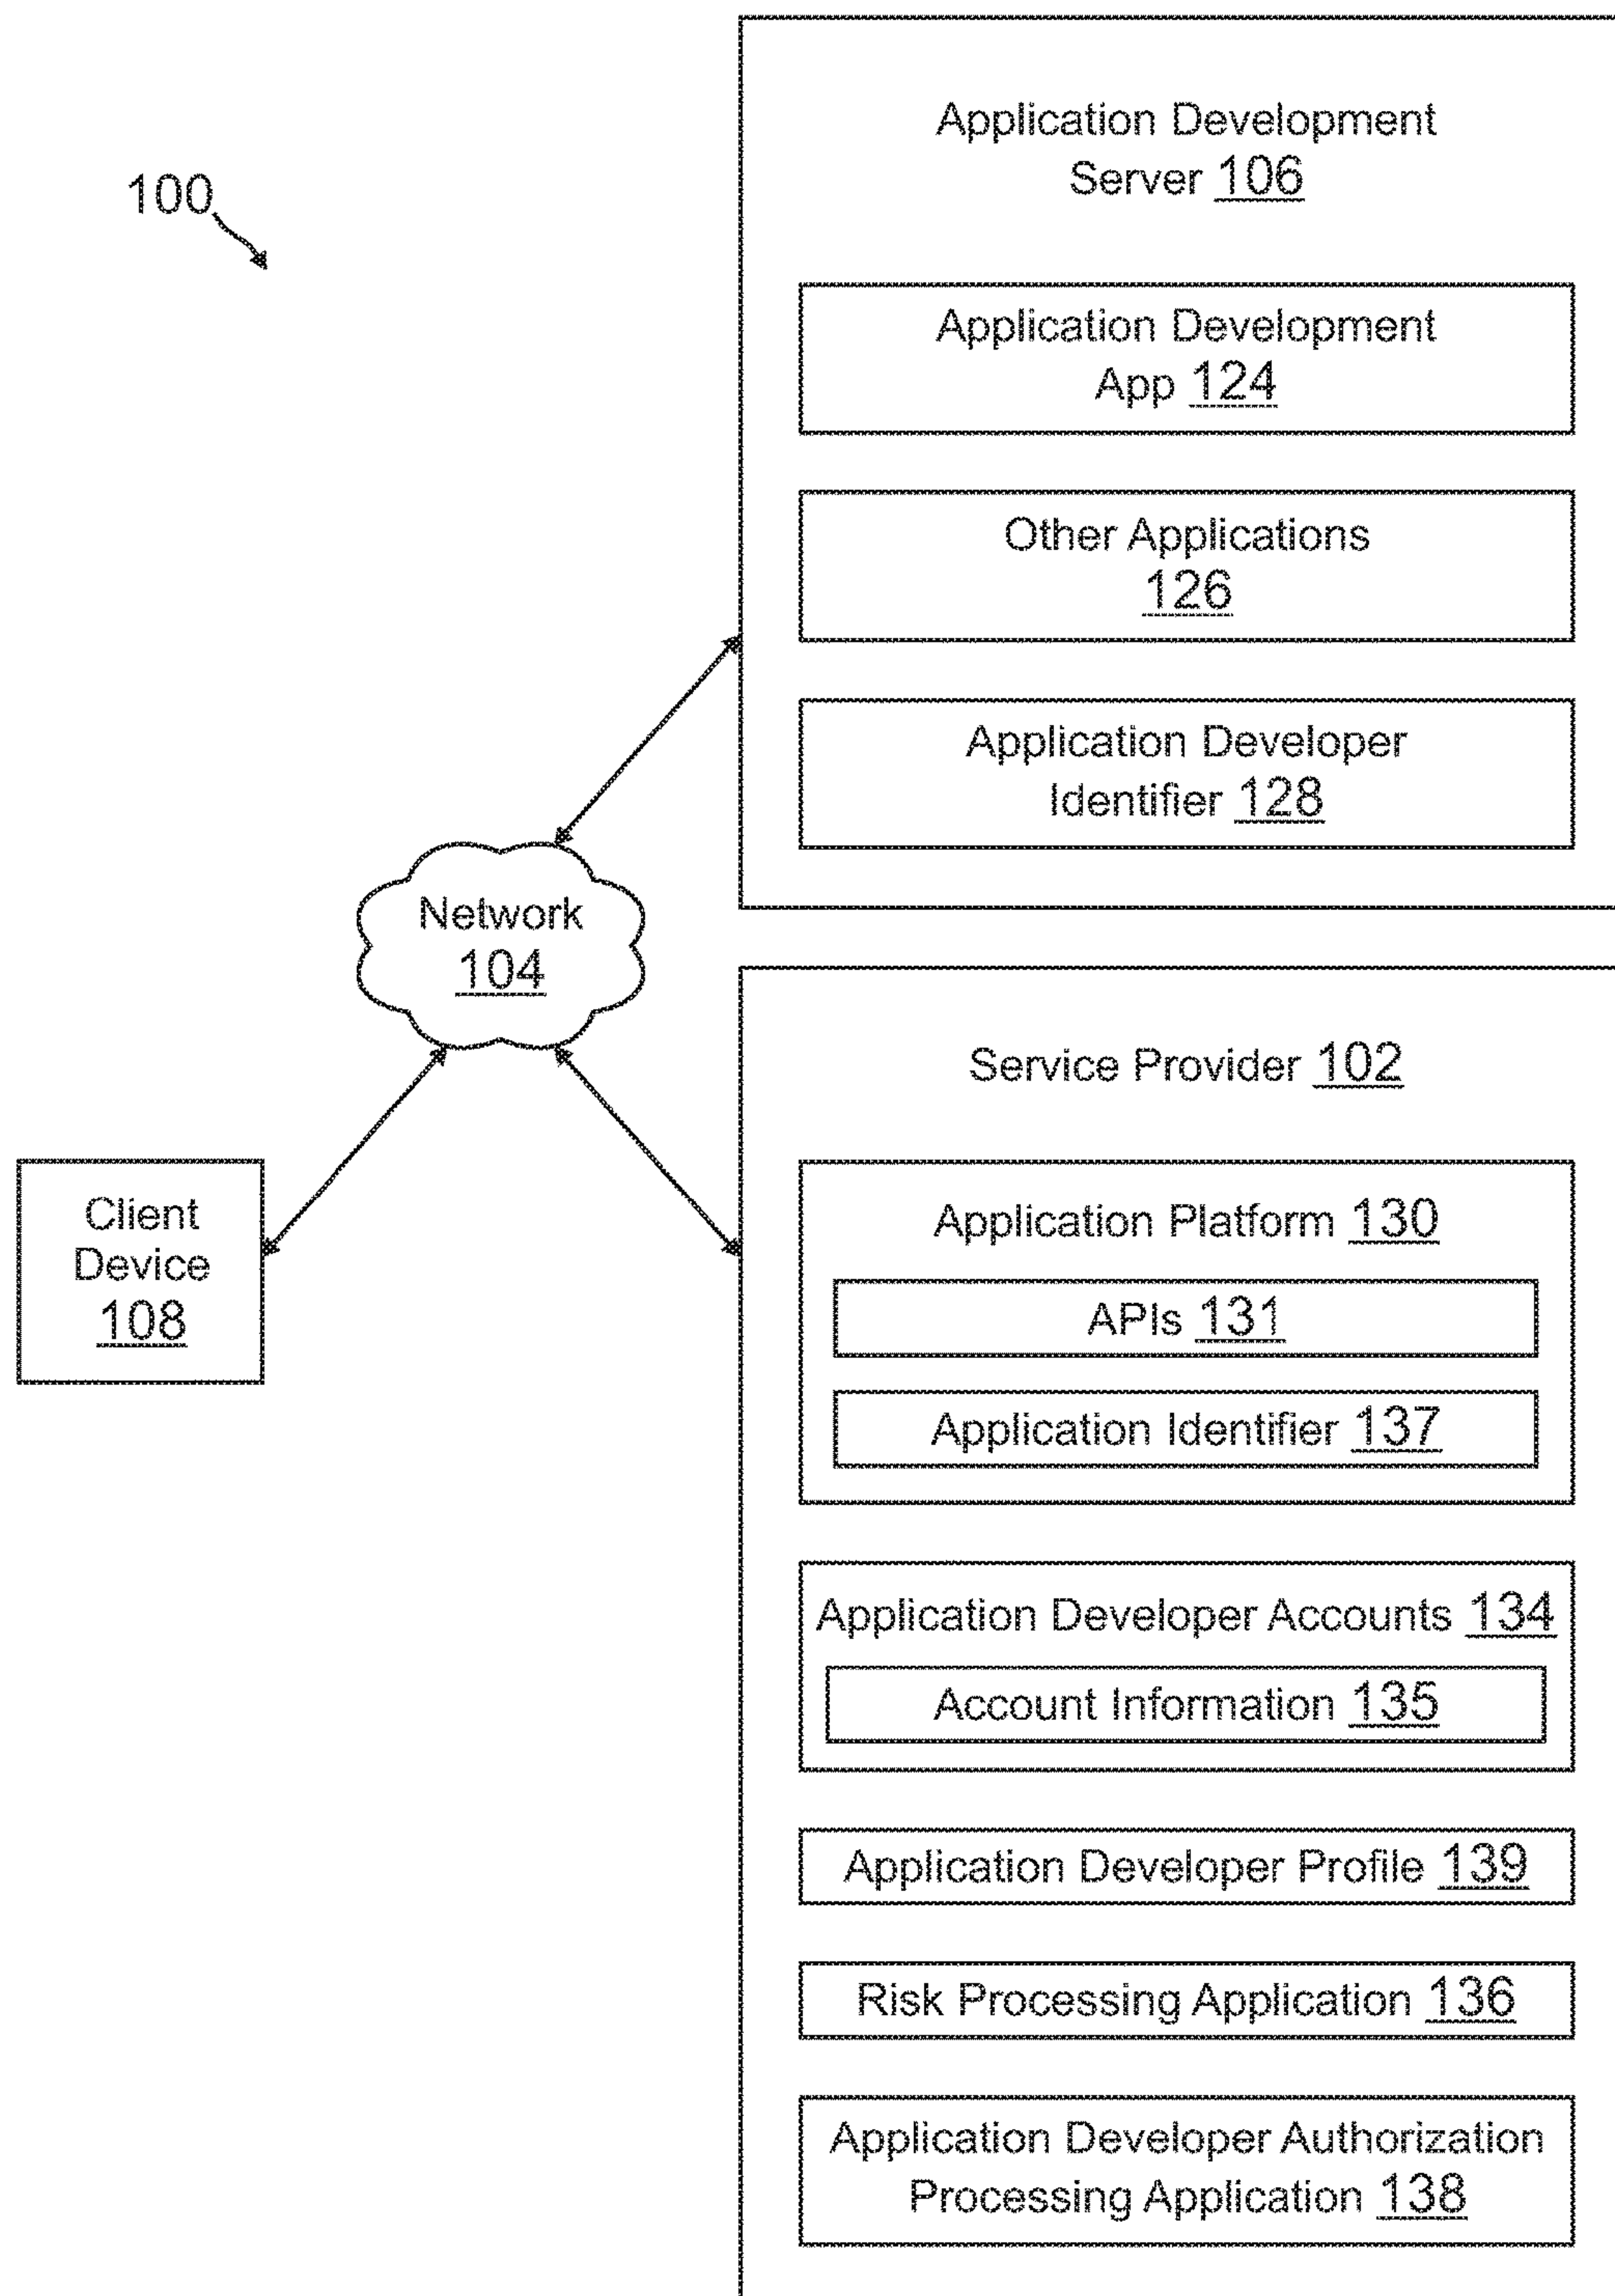 100
Application Development
Server 106
Application Development
App 124
Other Applications
126
Application Developer
Identifier 128
Network
104
Client
Device
108
Service Provider 102
Application Platform 130
APIs 131
Application Identifier 137
Application Developer Accounts 134
Account Information 135
Application Developer Profile 139
Risk Processing Application 136
Application Developer Authorization
Processing Application 138